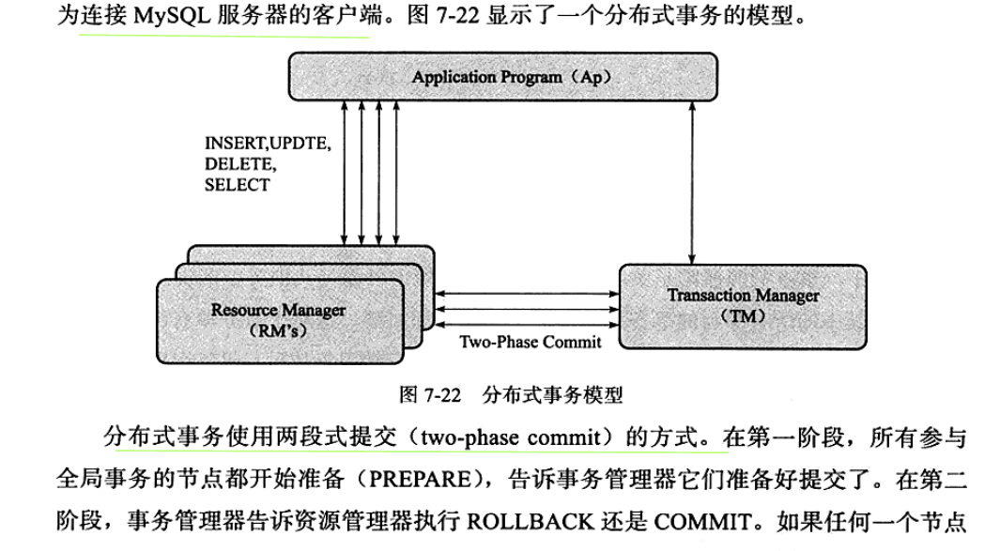 为连接 MySQL 服务器的客户端。图 7-22 显示了一个分布式事务的模型。
Application Program（Ap）
INSERT,UPDTE,
DELETE,
SELECT
Resource Manager
（RM's）
Transaction Manager
（TM）
Two-Phase Commit
图 7-22 分布式事务模型
分布式事务使用两段式提交（two-phase commit）的方式。在第一阶段，所有参与
全局事务的节点都开始准备（PREPARE），告诉事务管理器它们准备好提交了。在第二
阶段，事务管理器告诉资源管理器执行 ROLLBACK 还是 COMMIT。如果任何一个节点